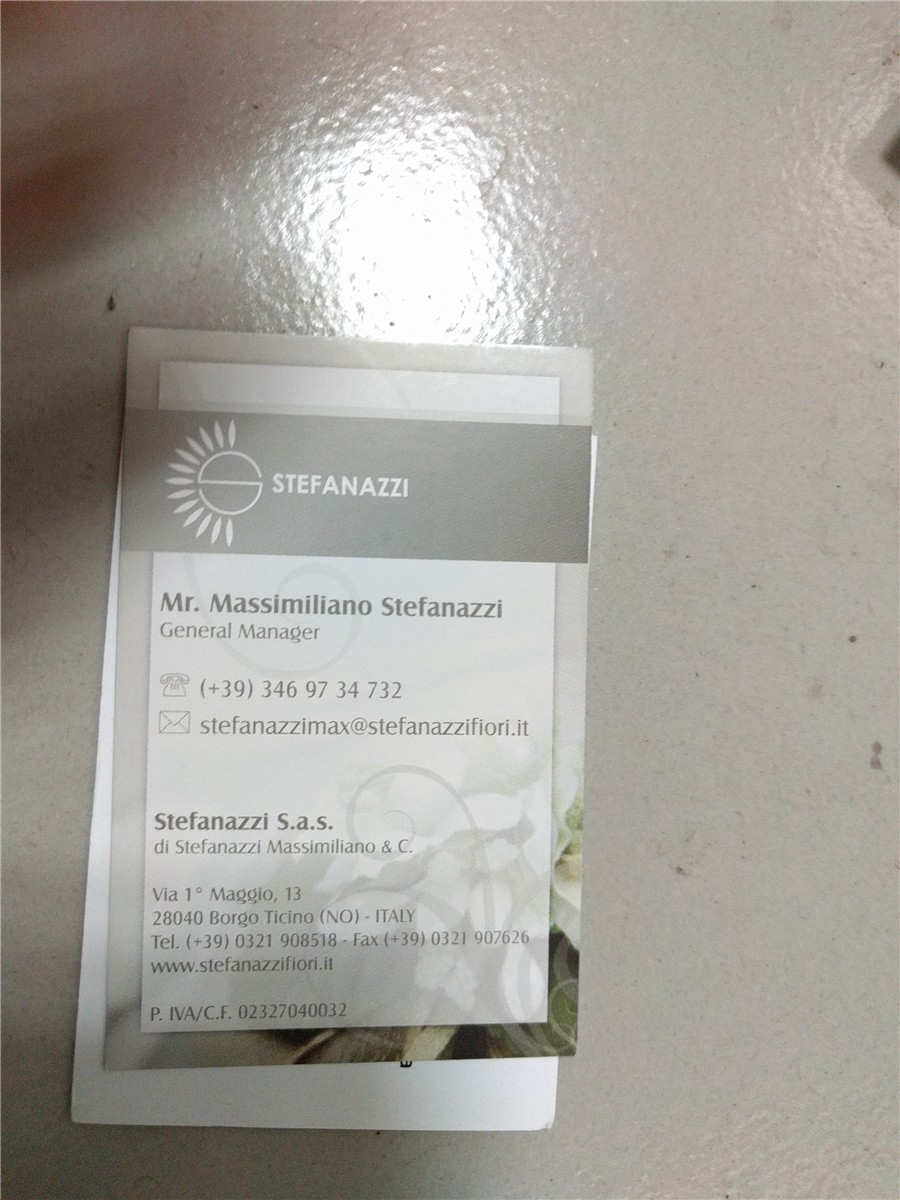 STEFANAZZI
Mr. Massimiliano Stefanazzi
General Manager
(+39) 346 97 34 732
stefanazzimax@stefanazzifiori.it
Stefanazzi S.a.s.
di Stefanazzi Massimiliano & C.
Via 1° Maggio, 13
28040 Borgo Ticino (NO) - ITALY
Tel. (+39) 0321 908518 - Fax (+39) 0321 907626
www.stefanazzifiori.it
P. IVA/C.F. 02327040032